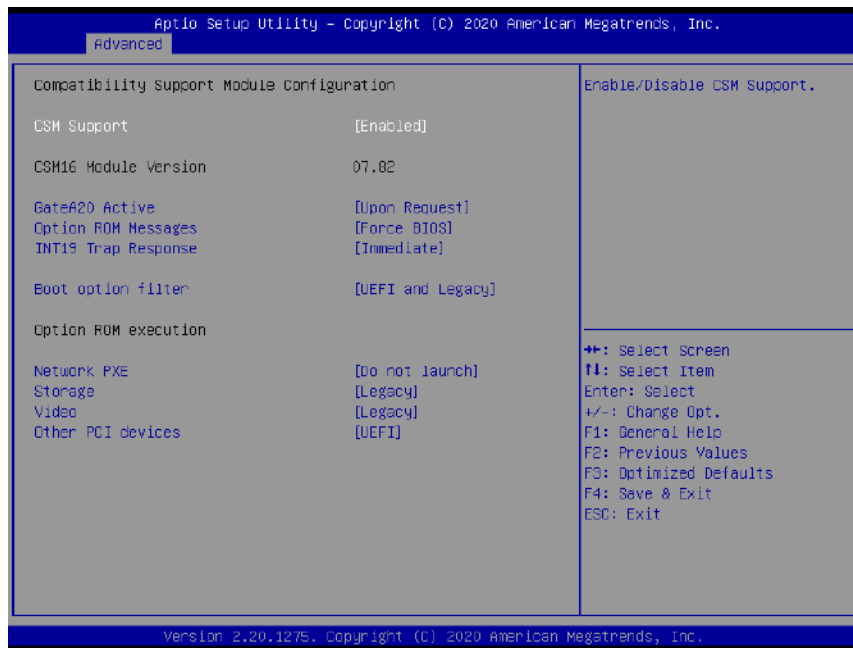 Aptio Setup Utility – Copyright (C) 2020 American Megatrends, Inc.
Advanced
Compatibility Support Module Configuration
CSM Support [Enabled]
CSM16 Module Version 07.82
GateA20 Active [Upon Request]
Option ROM Messages [Force BIOS]
INT19 Trap Response [Immediate]
Boot option filter [UEFI and Legacy]
Option ROM execution
Network PXE [Do not launch]
Storage [Legacy]
Video [Legacy]
Other PCI devices [UEFI]
Enable/Disable CSM Support.
→←: Select Screen
↑↓: Select Item
Enter: Select
+/-: Change Opt.
F1: General Help
F2: Previous Values
F3: Optimized Defaults
F4: Save & Exit
ESC: Exit
Version 2.20.1275. Copyright (C) 2020 American Megatrends, Inc.